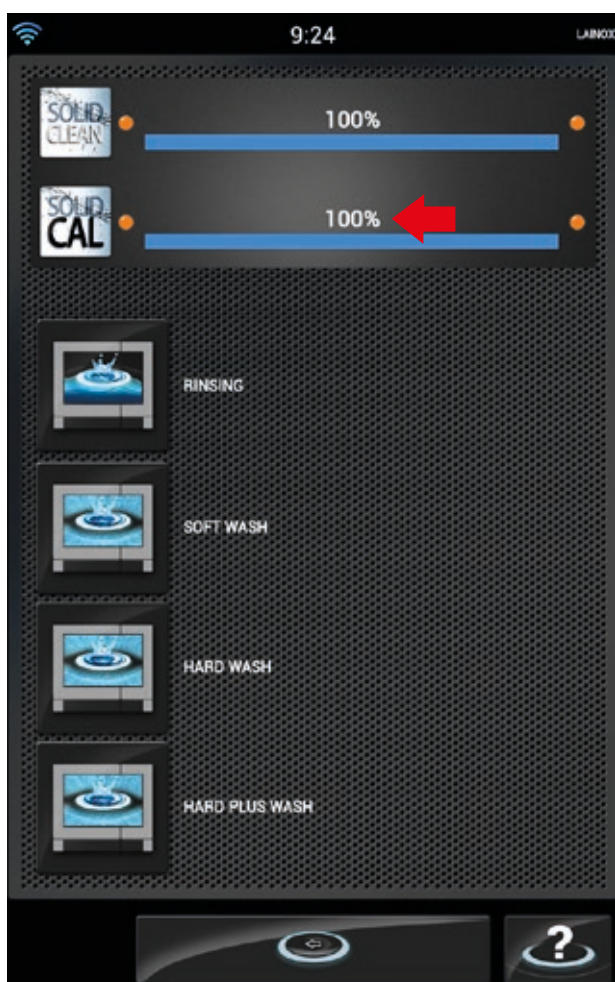 9:24
LAINOX
SOLID
CLEAN
100%
SOLID
CAL
100%
RINSING
SOFT WASH
HARD WASH
HARD PLUS WASH
?